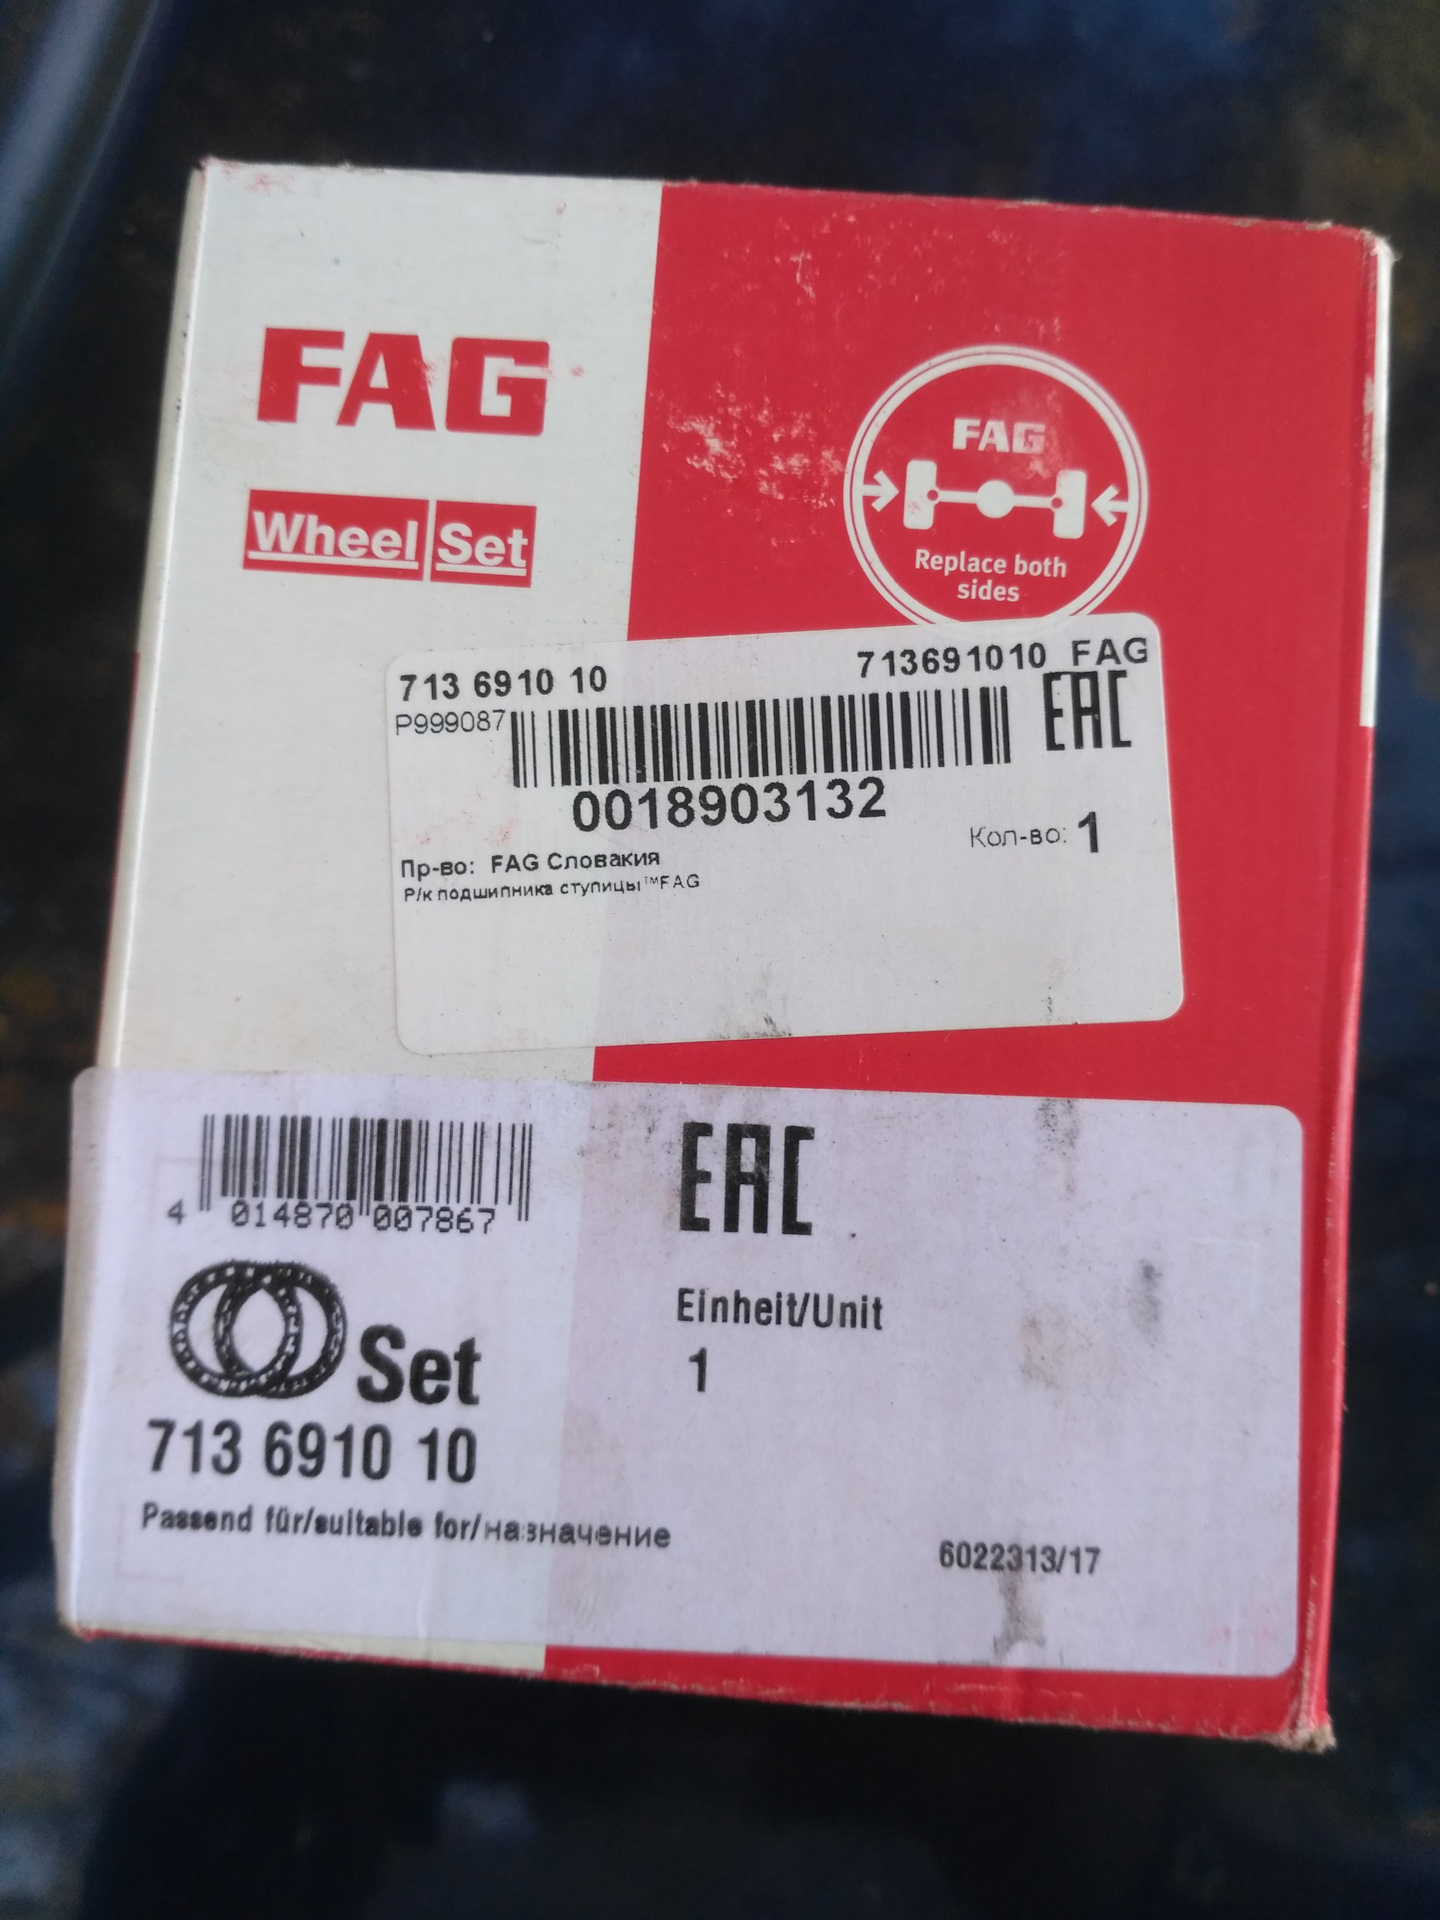 FAG
Wheel Set
FAG
Replace both
sides
713 6910 10
713691010 FAG
P999087
EAC
0018903132
Кол-во: 1
Пр-во: FAG Словакия
Р/к подшипника ступицы™FAG
4 014870 007867
EAC
Set
Einheit/Unit
1
713 6910 10
Passend für/suitable for/назначение
6022313/17